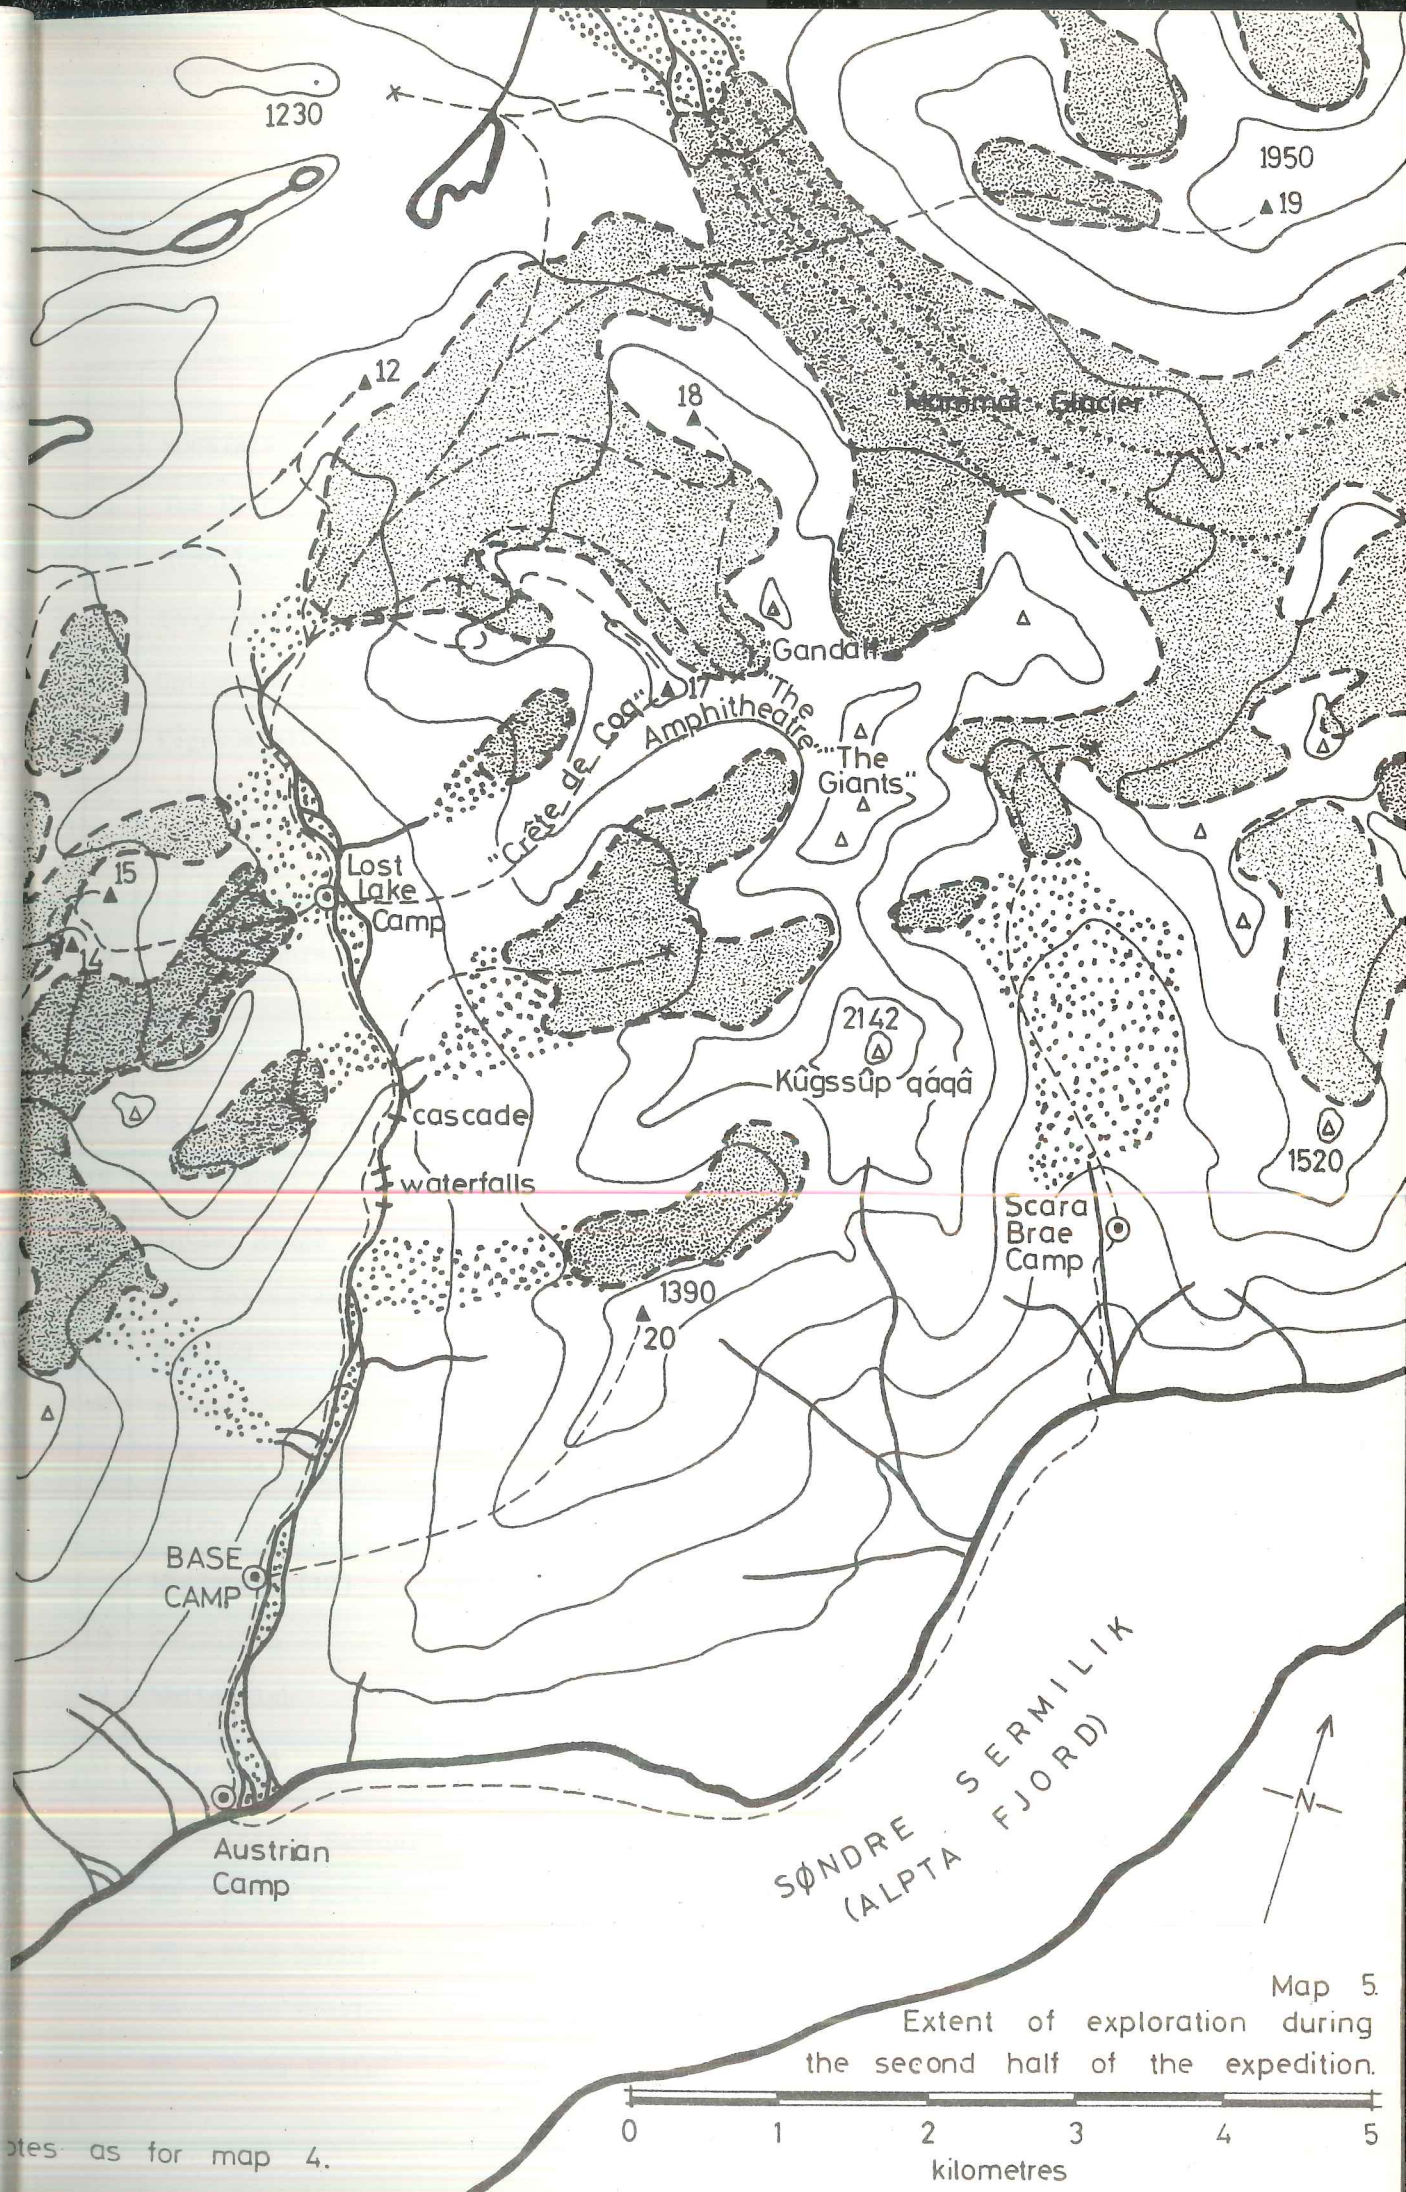 1230
1950
19
12
18
"Mammal Glacier"
"Gandalf"
17
"The
Amphitheatre"
"The
Giants"
"Crête de Coq"
Lost
Lake
Camp
15
14
2142
Kûgssûp qáqâ
cascade
waterfalls
1520
Scara
Brae
Camp
1390
20
BASE
CAMP
Austrian
Camp
SØNDRE SERMILIK
(ALPTA FJORD)
N
Map 5.
Extent of exploration during
the second half of the expedition.
0 1 2 3 4 5
kilometres
otes as for map 4.